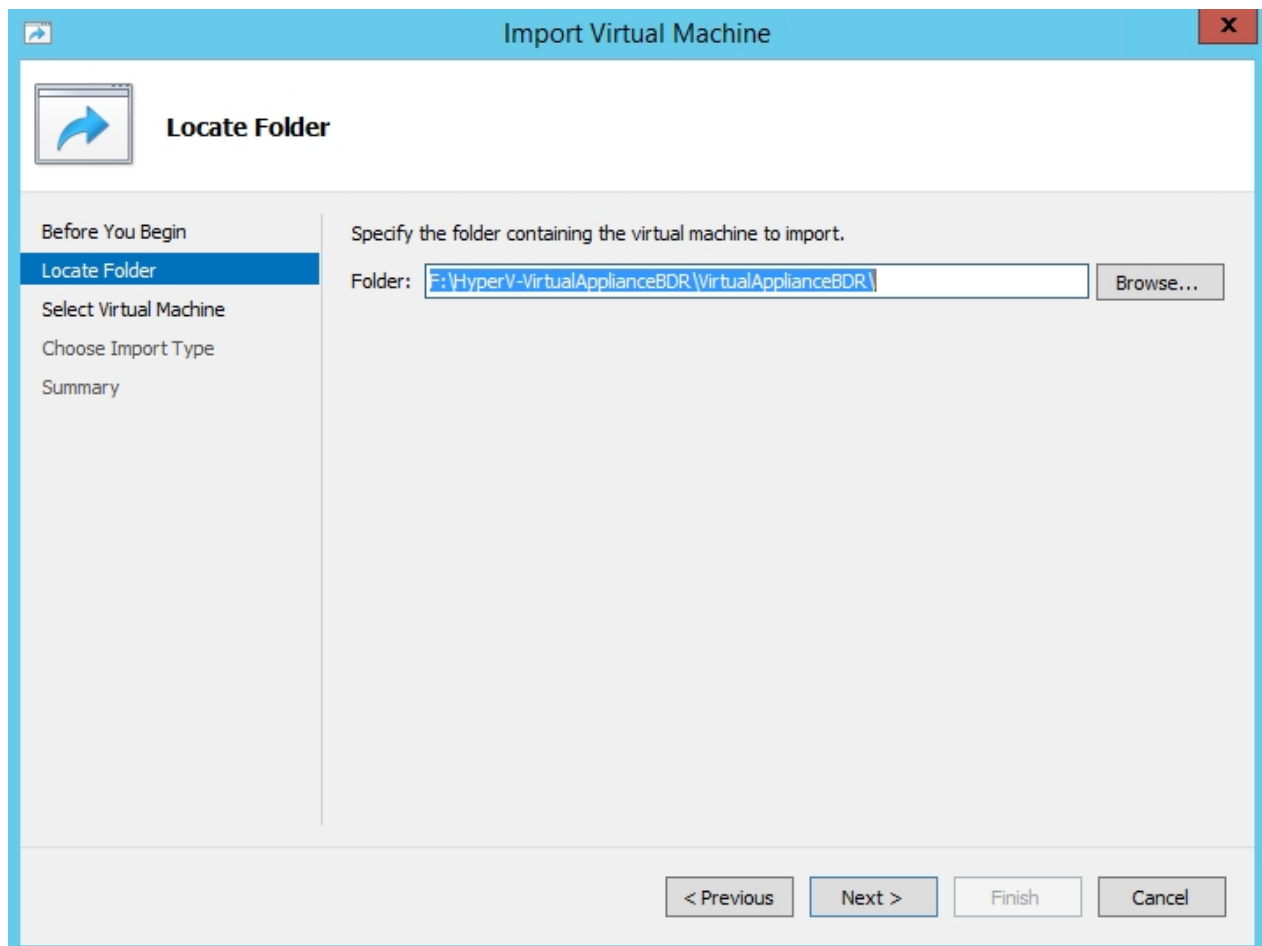 Import Virtual Machine
x
Locate Folder
Before You Begin
Locate Folder
Select Virtual Machine
Choose Import Type
Summary
Specify the folder containing the virtual machine to import.
Folder: F:\HyperV-VirtualApplianceBDR\VirtualApplianceBDR\ Browse...
< Previous Next > Finish Cancel